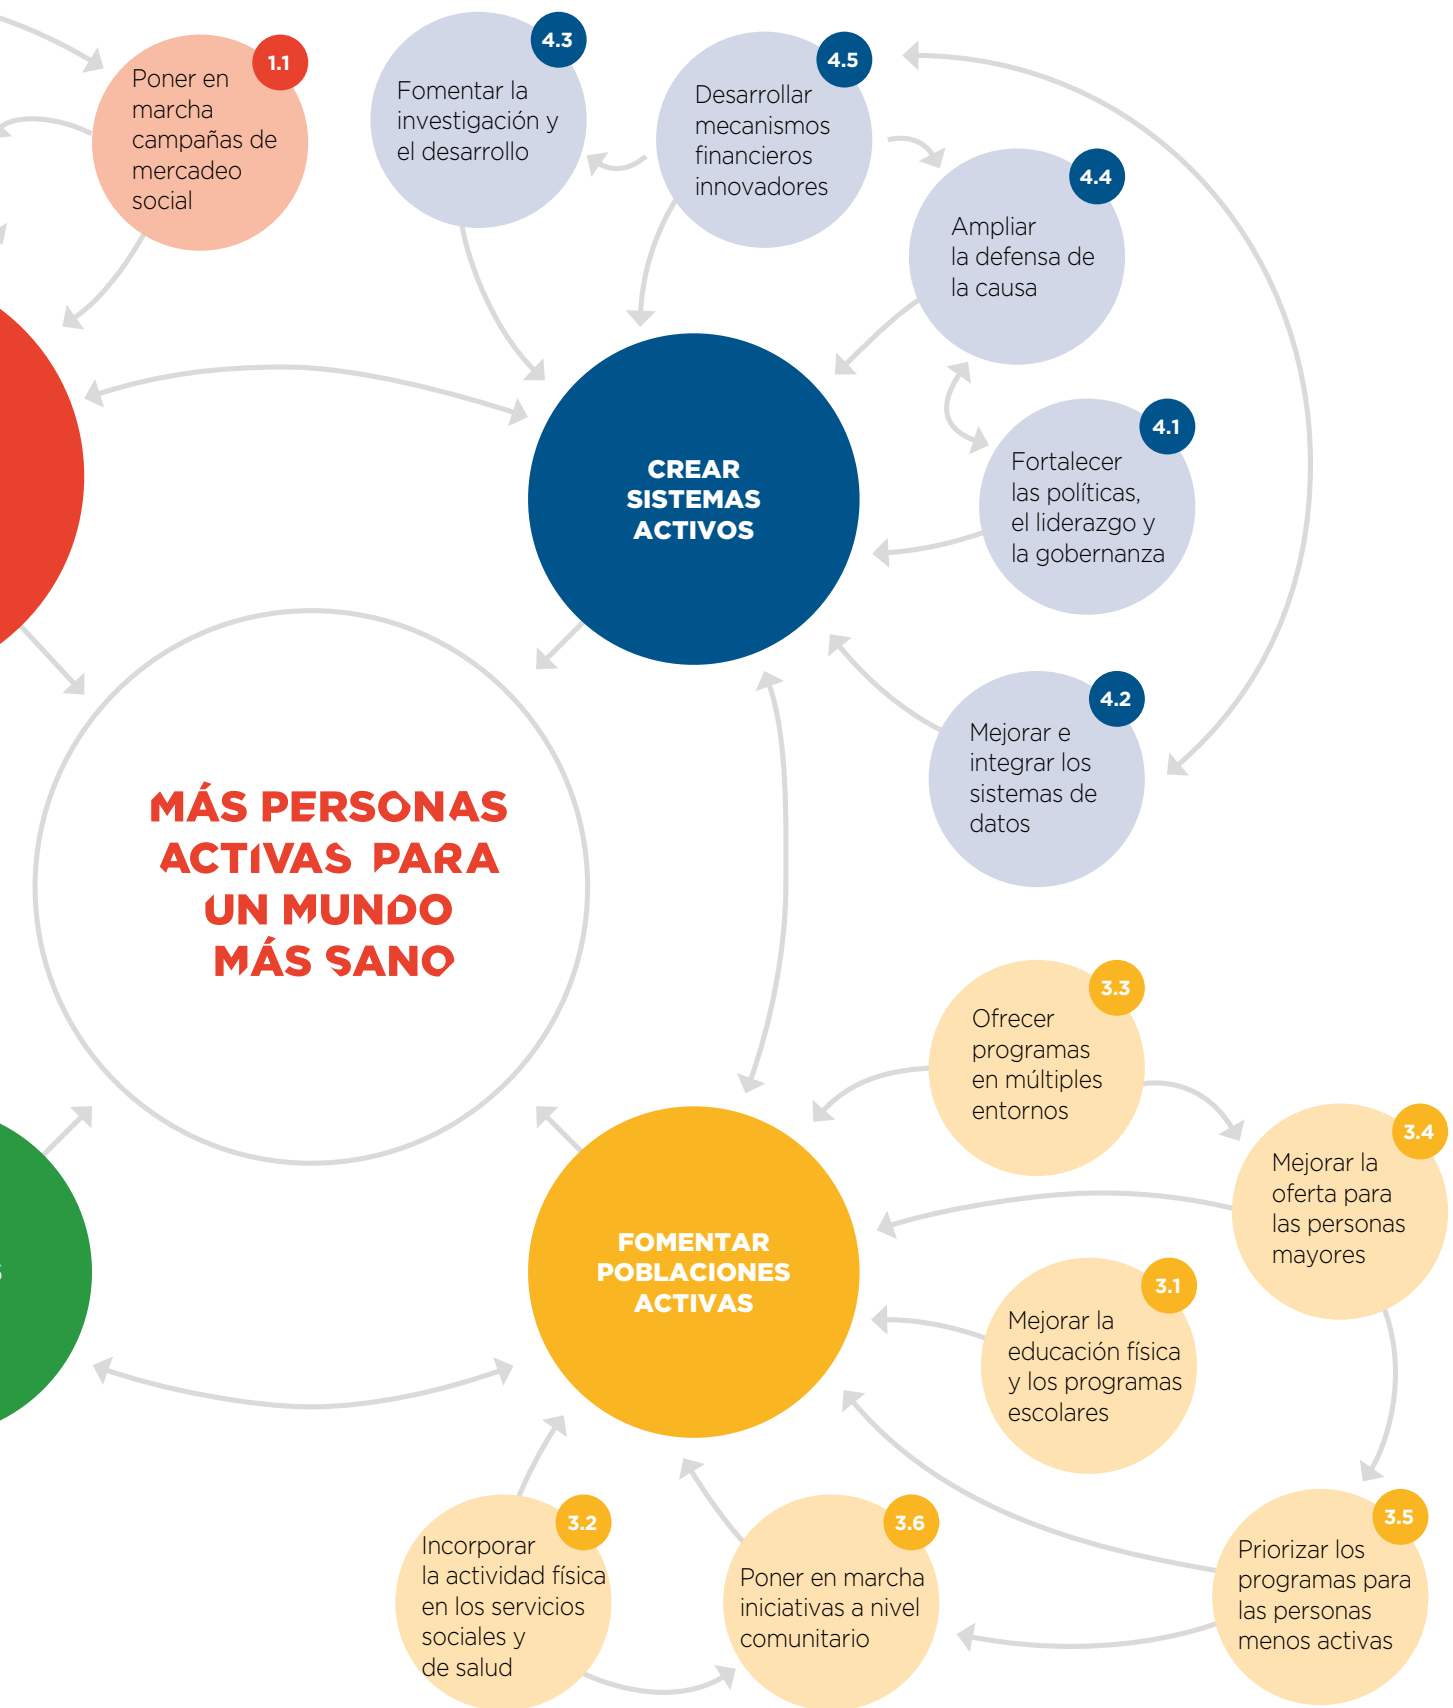 1.1
Poner en
marcha
campañas de
mercadeo
social
4.3
Fomentar la
investigación y
el desarrollo
4.5
Desarrollar
mecanismos
financieros
innovadores
4.4
Ampliar
la defensa de
la causa
4.1
Fortalecer
las políticas,
el liderazgo y
la gobernanza
CREAR
SISTEMAS
ACTIVOS
4.2
Mejorar e
integrar los
sistemas de
datos
MÁS PERSONAS
ACTIVAS PARA
UN MUNDO
MÁS SANO
3.3
Ofrecer
programas
en múltiples
entornos
3.4
Mejorar la
oferta para
las personas
mayores
FOMENTAR
POBLACIONES
ACTIVAS
3.1
Mejorar la
educación física
y los programas
escolares
3.2
Incorporar
la actividad física
en los servicios
sociales y
de salud
3.6
Poner en marcha
iniciativas a nivel
comunitario
3.5
Priorizar los
programas para
las personas
menos activas